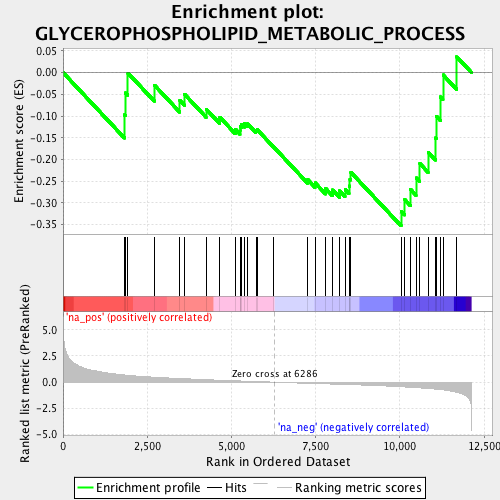 Enrichment plot:
GLYCEROPHOSPHOLIPID_METABOLIC_PROCESS
Enrichment score (ES)
0.05
0.00
-0.05
-0.10
-0.15
-0.20
-0.25
-0.30
-0.35
'na_pos' (positively correlated)
Ranked list metric (PreRanked)
5.0
2.5
0.0
-2.5
-5.0
Zero cross at 6286
'na_neg' (negatively correlated)
0 2,500 5,000 7,500 10,000 12,500
Rank in Ordered Dataset
Enrichment profile Hits Ranking metric scores